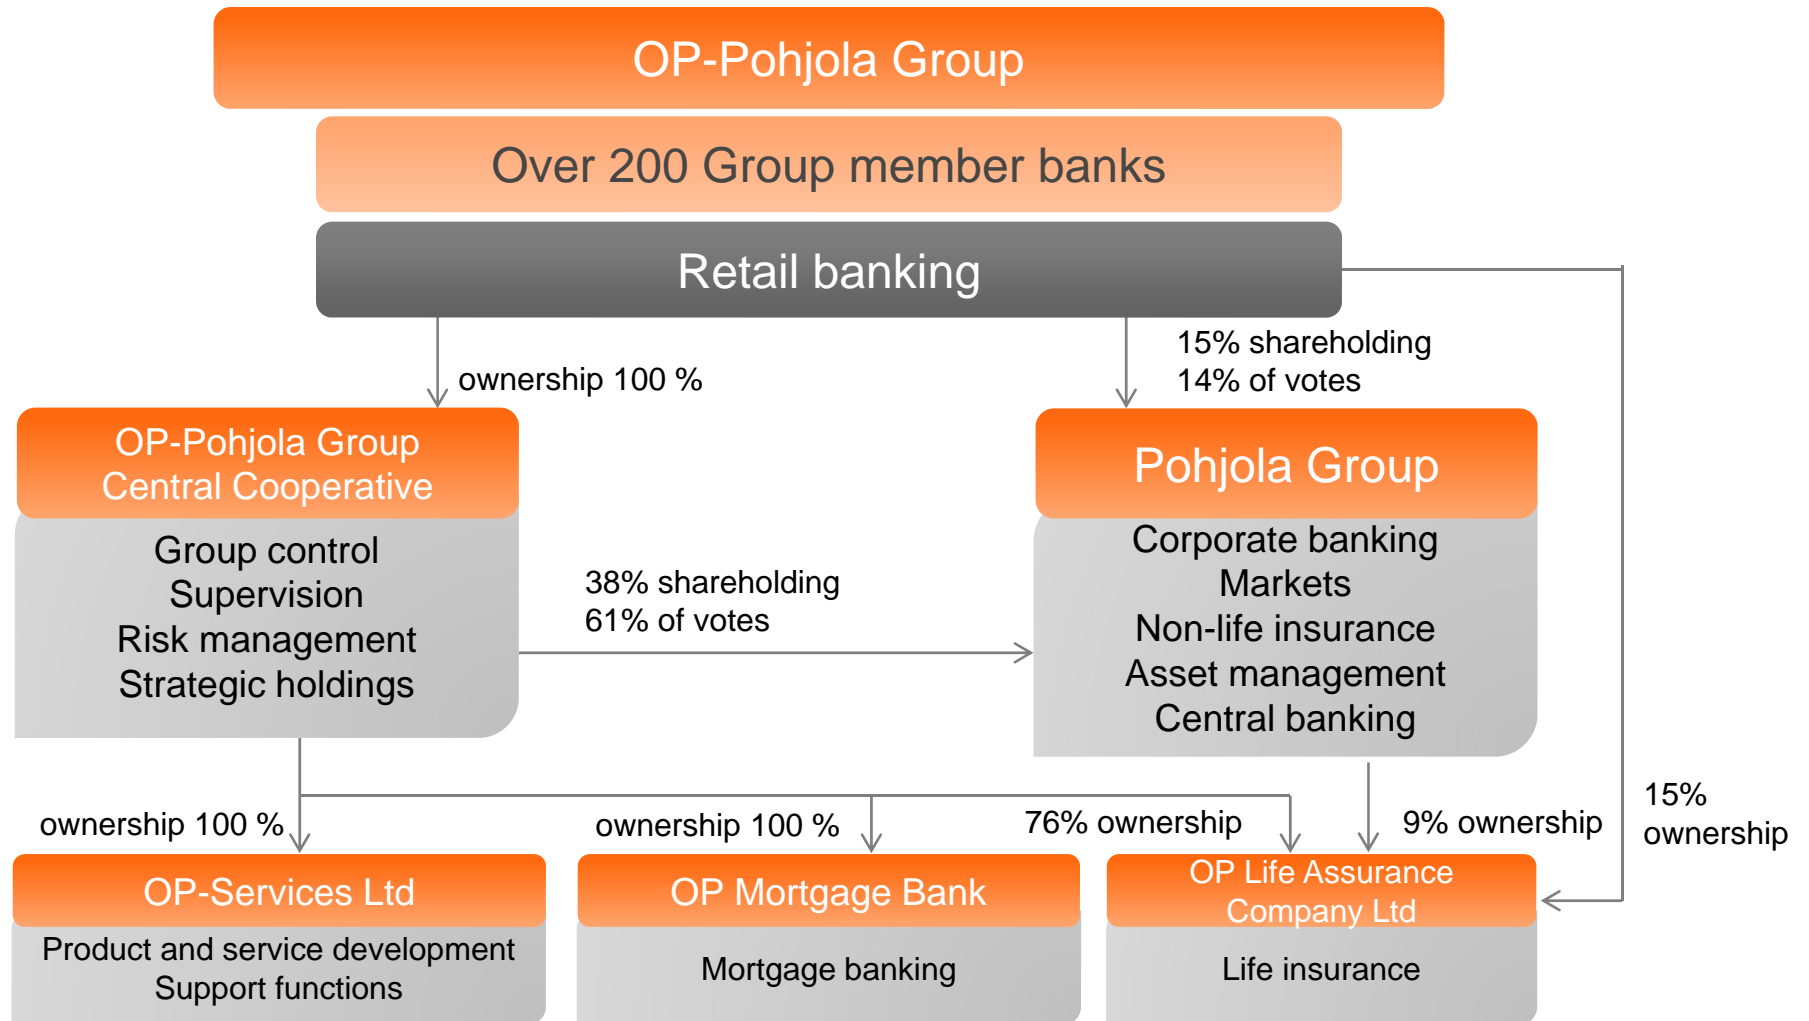 OP-Pohjola Group
Over 200 Group member banks
Retail banking
ownership 100 %
15% shareholding
14% of votes
OP-Pohjola Group
Central Cooperative
Group control
Supervision
Risk management
Strategic holdings
38% shareholding
61% of votes
Pohjola Group
Corporate banking
Markets
Non-life insurance
Asset management
Central banking
ownership 100 %
ownership 100 %
76% ownership
9% ownership
15%
ownership
OP-Services Ltd
Product and service development
Support functions
OP Mortgage Bank
Mortgage banking
OP Life Assurance
Company Ltd
Life insurance